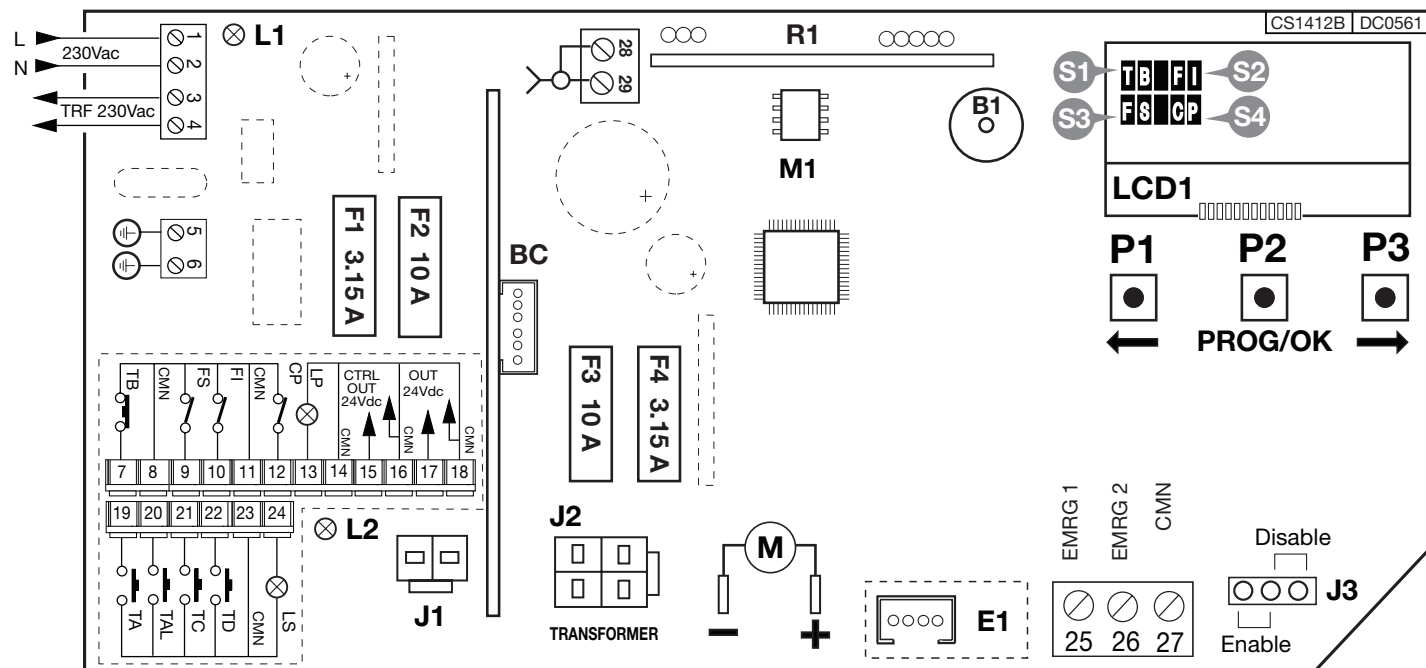 CS1412B DC0561
L
230Vac
N
TRF 230Vac
1
2
3
4
L1
28
29
R1
M1
B1
S1 TB FI S2
S3 FS CP S4
LCD1
P1 P2 P3
PROG/OK
5
6
F1 3.15 A
F2 10 A
BC
F3 10 A
F4 3.15 A
TB CMN FS FI CMN CP LP
CTRL OUT 24Vdc
OUT 24Vdc
CMN CMN CMN
7 8 9 10 11 12 13 14 15 16 17 18
19 20 21 22 23 24
L2
TA TAL TC TD CMN LS
J1
J2
TRANSFORMER
M
E1
EMRG 1 EMRG 2 CMN
25 26 27
Disable
J3
Enable